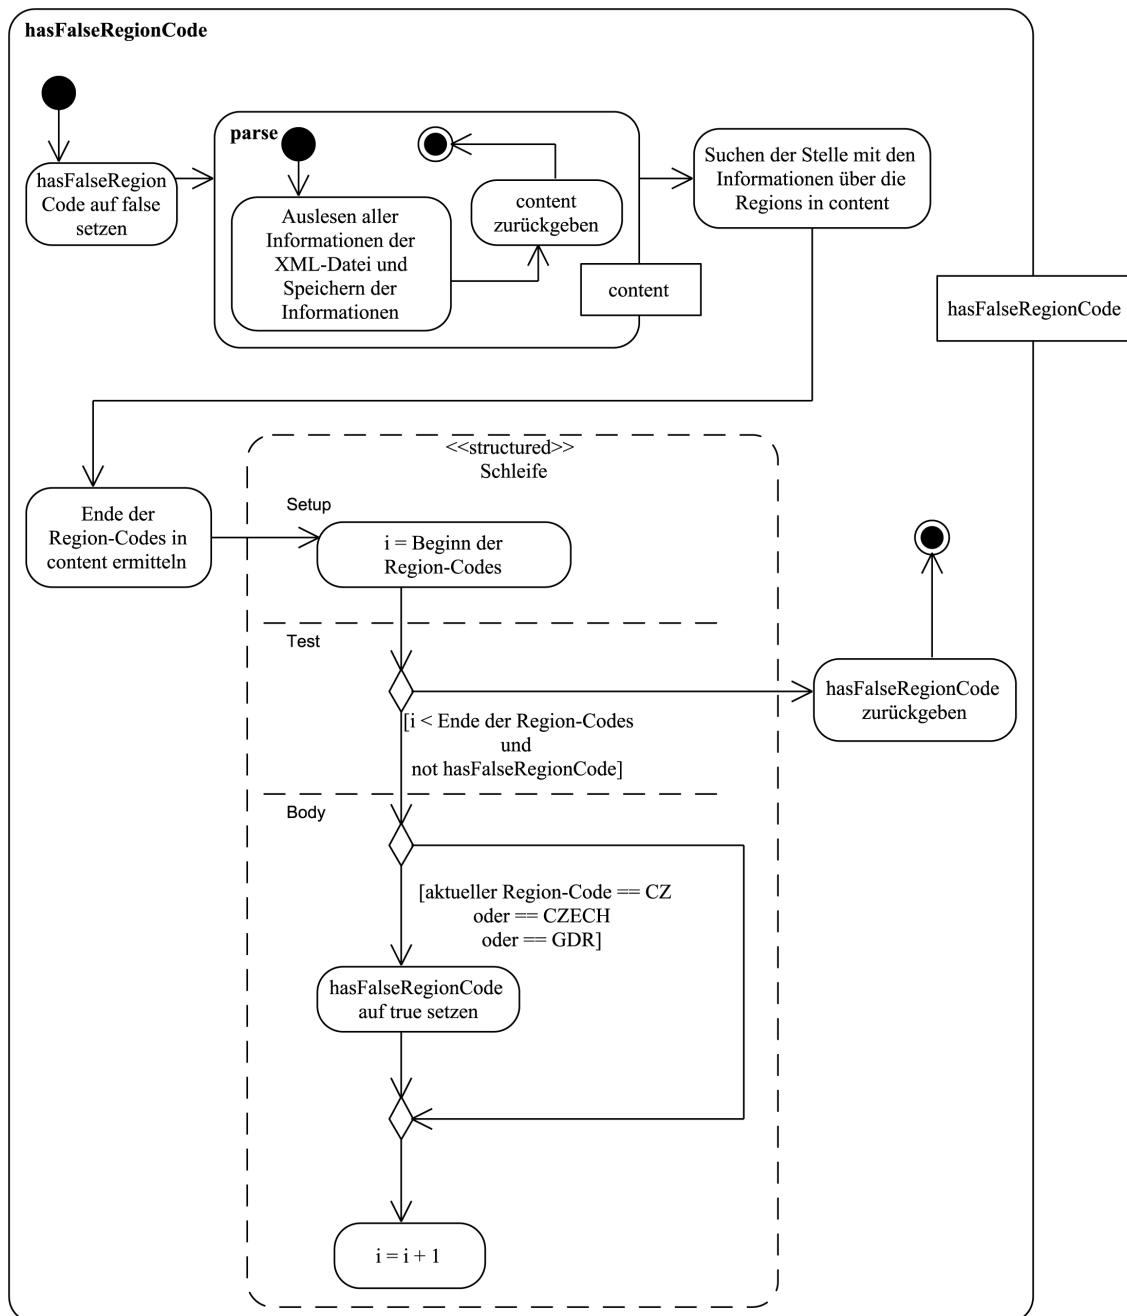 hasFalseRegionCode
hasFalseRegion
Code auf false
setzen
parse
Auslesen aller
Informationen der
XML-Datei und
Speichern der
Informationen
content
zurückgeben
content
Suchen der Stelle mit den
Informationen über die
Regions in content
hasFalseRegionCode
Ende der
Region-Codes in
content ermitteln
<<structured>>
Schleife
Setup
i = Beginn der
Region-Codes
Test
[i < Ende der Region-Codes
und
not hasFalseRegionCode]
hasFalseRegionCode
zurückgeben
Body
[aktueller Region-Code == CZ
oder == CZECH
oder == GDR]
hasFalseRegionCode
auf true setzen
i = i + 1